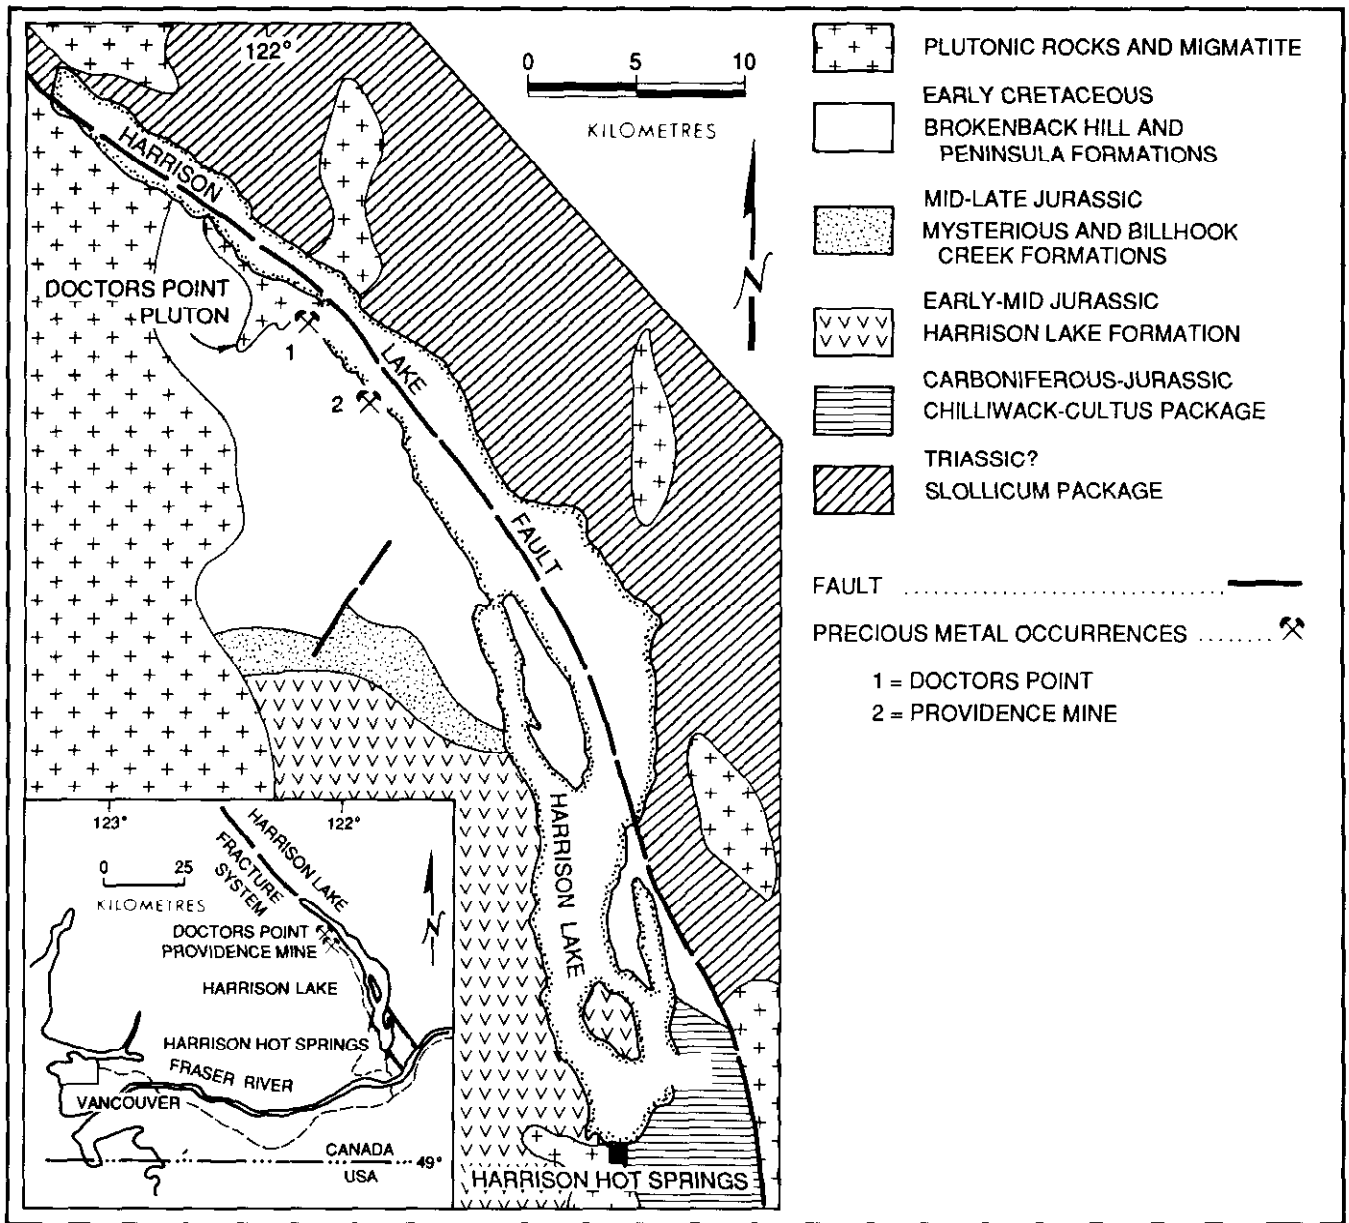 122°
0 5 10
KILOMETRES
N
HARRISON
LAKE
FAULT
DOCTORS POINT
PLUTON
1
2
HARRISON LAKE
HARRISON HOT SPRINGS
PLUTONIC ROCKS AND MIGMATITE
EARLY CRETACEOUS
BROKENBACK HILL AND
PENINSULA FORMATIONS
MID-LATE JURASSIC
MYSTERIOUS AND BILLHOOK
CREEK FORMATIONS
EARLY-MID JURASSIC
HARRISON LAKE FORMATION
CARBONIFEROUS-JURASSIC
CHILLIWACK-CULTUS PACKAGE
TRIASSIC?
SLOLLICUM PACKAGE
FAULT
PRECIOUS METAL OCCURRENCES
1 = DOCTORS POINT
2 = PROVIDENCE MINE
123°
122°
0 25
KILOMETRES
N
HARRISON LAKE
FRACTURE
SYSTEM
DOCTORS POINT
PROVIDENCE MINE
HARRISON LAKE
HARRISON HOT SPRINGS
FRASER RIVER
VANCOUVER
CANADA
USA
49°